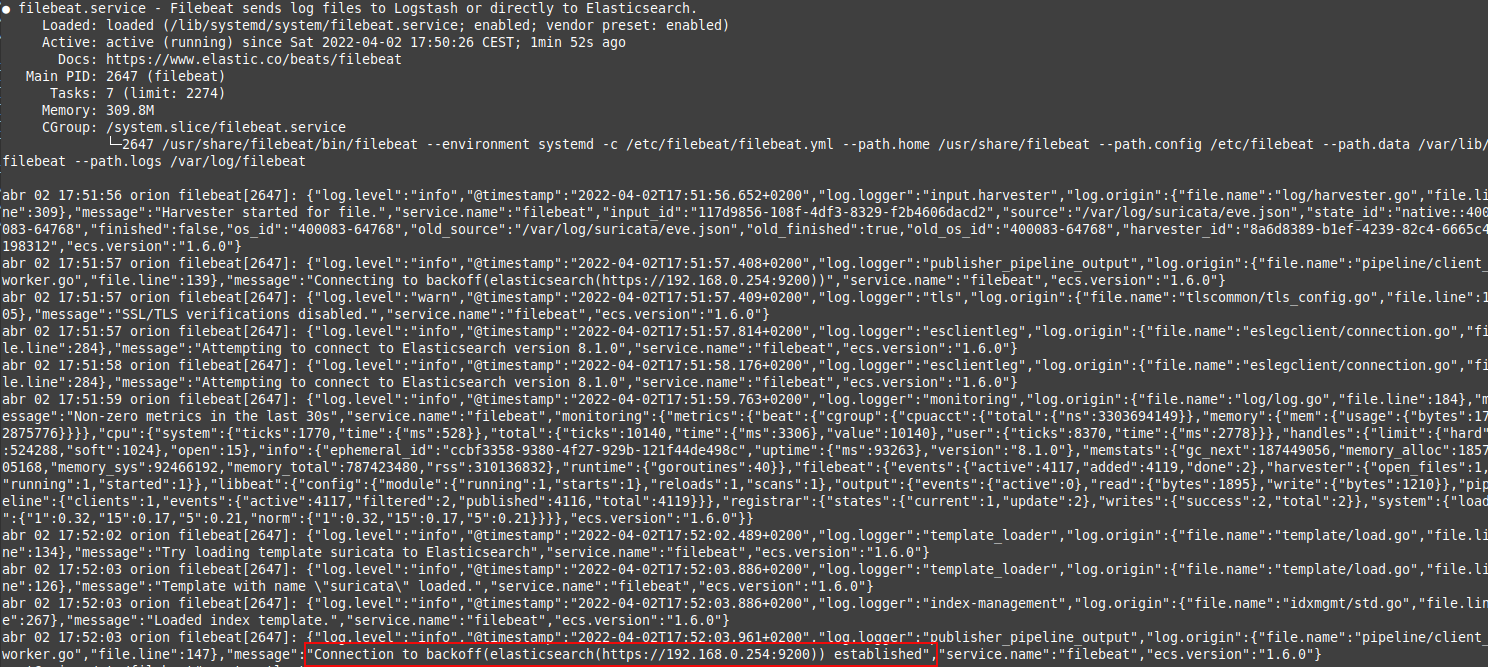 ● filebeat.service - Filebeat sends log files to Logstash or directly to Elasticsearch.
Loaded: loaded (/lib/systemd/system/filebeat.service; enabled; vendor preset: enabled)
Active: active (running) since Sat 2022-04-02 17:50:26 CEST; 1min 52s ago
Docs: https://www.elastic.co/beats/filebeat
Main PID: 2647 (filebeat)
Tasks: 7 (limit: 2274)
Memory: 309.8M
CGroup: /system.slice/filebeat.service
└─2647 /usr/share/filebeat/bin/filebeat --environment systemd -c /etc/filebeat/filebeat.yml --path.home /usr/share/filebeat --path.config /etc/filebeat --path.data /var/lib/
filebeat --path.logs /var/log/filebeat
abr 02 17:51:56 orion filebeat[2647]: {"log.level":"info","@timestamp":"2022-04-02T17:51:56.652+0200","log.logger":"input.harvester","log.origin":{"file.name":"log/harvester.go","file.li
ne":309},"message":"Harvester started for file.","service.name":"filebeat","input_id":"117d9856-108f-4df3-8329-f2b4606dacd2","source":"/var/log/suricata/eve.json","state_id":"native::400
083-64768","finished":false,"os_id":"400083-64768","old_source":"/var/log/suricata/eve.json","old_finished":true,"old_os_id":"400083-64768","harvester_id":"8a6d8389-b1ef-4239-82c4-6665c4
198312","ecs.version":"1.6.0"}
abr 02 17:51:57 orion filebeat[2647]: {"log.level":"info","@timestamp":"2022-04-02T17:51:57.408+0200","log.logger":"publisher_pipeline_output","log.origin":{"file.name":"pipeline/client_
worker.go","file.line":139},"message":"Connecting to backoff(elasticsearch(https://192.168.0.254:9200))","service.name":"filebeat","ecs.version":"1.6.0"}
abr 02 17:51:57 orion filebeat[2647]: {"log.level":"warn","@timestamp":"2022-04-02T17:51:57.409+0200","log.logger":"tls","log.origin":{"file.name":"tlscommon/tls_config.go","file.line":1
05},"message":"SSL/TLS verifications disabled.","service.name":"filebeat","ecs.version":"1.6.0"}
abr 02 17:51:57 orion filebeat[2647]: {"log.level":"info","@timestamp":"2022-04-02T17:51:57.814+0200","log.logger":"esclientleg","log.origin":{"file.name":"eslegclient/connection.go","fi
le.line":284},"message":"Attempting to connect to Elasticsearch version 8.1.0","service.name":"filebeat","ecs.version":"1.6.0"}
abr 02 17:51:58 orion filebeat[2647]: {"log.level":"info","@timestamp":"2022-04-02T17:51:58.176+0200","log.logger":"esclientleg","log.origin":{"file.name":"eslegclient/connection.go","fi
le.line":284},"message":"Attempting to connect to Elasticsearch version 8.1.0","service.name":"filebeat","ecs.version":"1.6.0"}
abr 02 17:51:59 orion filebeat[2647]: {"log.level":"info","@timestamp":"2022-04-02T17:51:59.763+0200","log.logger":"monitoring","log.origin":{"file.name":"log/log.go","file.line":184},"m
essage":"Non-zero metrics in the last 30s","service.name":"filebeat","monitoring":{"metrics":{"beat":{"cgroup":{"cpuacct":{"total":{"ns":3303694149}},"memory":{"mem":{"usage":{"bytes":17
2875776}}}},"cpu":{"system":{"ticks":1770,"time":{"ms":528}},"total":{"ticks":10140,"time":{"ms":3306},"value":10140},"user":{"ticks":8370,"time":{"ms":2778}}},"handles":{"limit":{"hard"
:524288,"soft":1024},"open":15},"info":{"ephemeral_id":"ccbf3358-9380-4f27-929b-121f44de498c","uptime":{"ms":93263},"version":"8.1.0"},"memstats":{"gc_next":187449056,"memory_alloc":1857
05168,"memory_sys":92466192,"memory_total":787423480,"rss":310136832},"runtime":{"goroutines":40}},"filebeat":{"events":{"active":4117,"added":4119,"done":2},"harvester":{"open_files":1,
"running":1,"started":1}},"libbeat":{"config":{"module":{"running":1,"starts":1},"reloads":1,"scans":1},"output":{"events":{"active":0},"read":{"bytes":1895},"write":{"bytes":1210}},"pip
eline":{"clients":1,"events":{"active":4117,"filtered":2,"published":4116,"total":4119}}},"registrar":{"states":{"current":1,"update":2},"writes":{"success":2,"total":2}},"system":{"load
":{"1":0.32,"15":0.17,"5":0.21,"norm":{"1":0.32,"15":0.17,"5":0.21}}}},"ecs.version":"1.6.0"}}
abr 02 17:52:02 orion filebeat[2647]: {"log.level":"info","@timestamp":"2022-04-02T17:52:02.489+0200","log.logger":"template_loader","log.origin":{"file.name":"template/load.go","file.li
ne":134},"message":"Try loading template suricata to Elasticsearch","service.name":"filebeat","ecs.version":"1.6.0"}
abr 02 17:52:03 orion filebeat[2647]: {"log.level":"info","@timestamp":"2022-04-02T17:52:03.886+0200","log.logger":"template_loader","log.origin":{"file.name":"template/load.go","file.li
ne":126},"message":"Template with name \"suricata\" loaded.","service.name":"filebeat","ecs.version":"1.6.0"}
abr 02 17:52:03 orion filebeat[2647]: {"log.level":"info","@timestamp":"2022-04-02T17:52:03.886+0200","log.logger":"index-management","log.origin":{"file.name":"idxmgmt/std.go","file.lin
e":267},"message":"Loaded index template.","service.name":"filebeat","ecs.version":"1.6.0"}
abr 02 17:52:03 orion filebeat[2647]: {"log.level":"info","@timestamp":"2022-04-02T17:52:03.961+0200","log.logger":"publisher_pipeline_output","log.origin":{"file.name":"pipeline/client_
worker.go","file.line":147},"message":"Connection to backoff(elasticsearch(https://192.168.0.254:9200)) established","service.name":"filebeat","ecs.version":"1.6.0"}